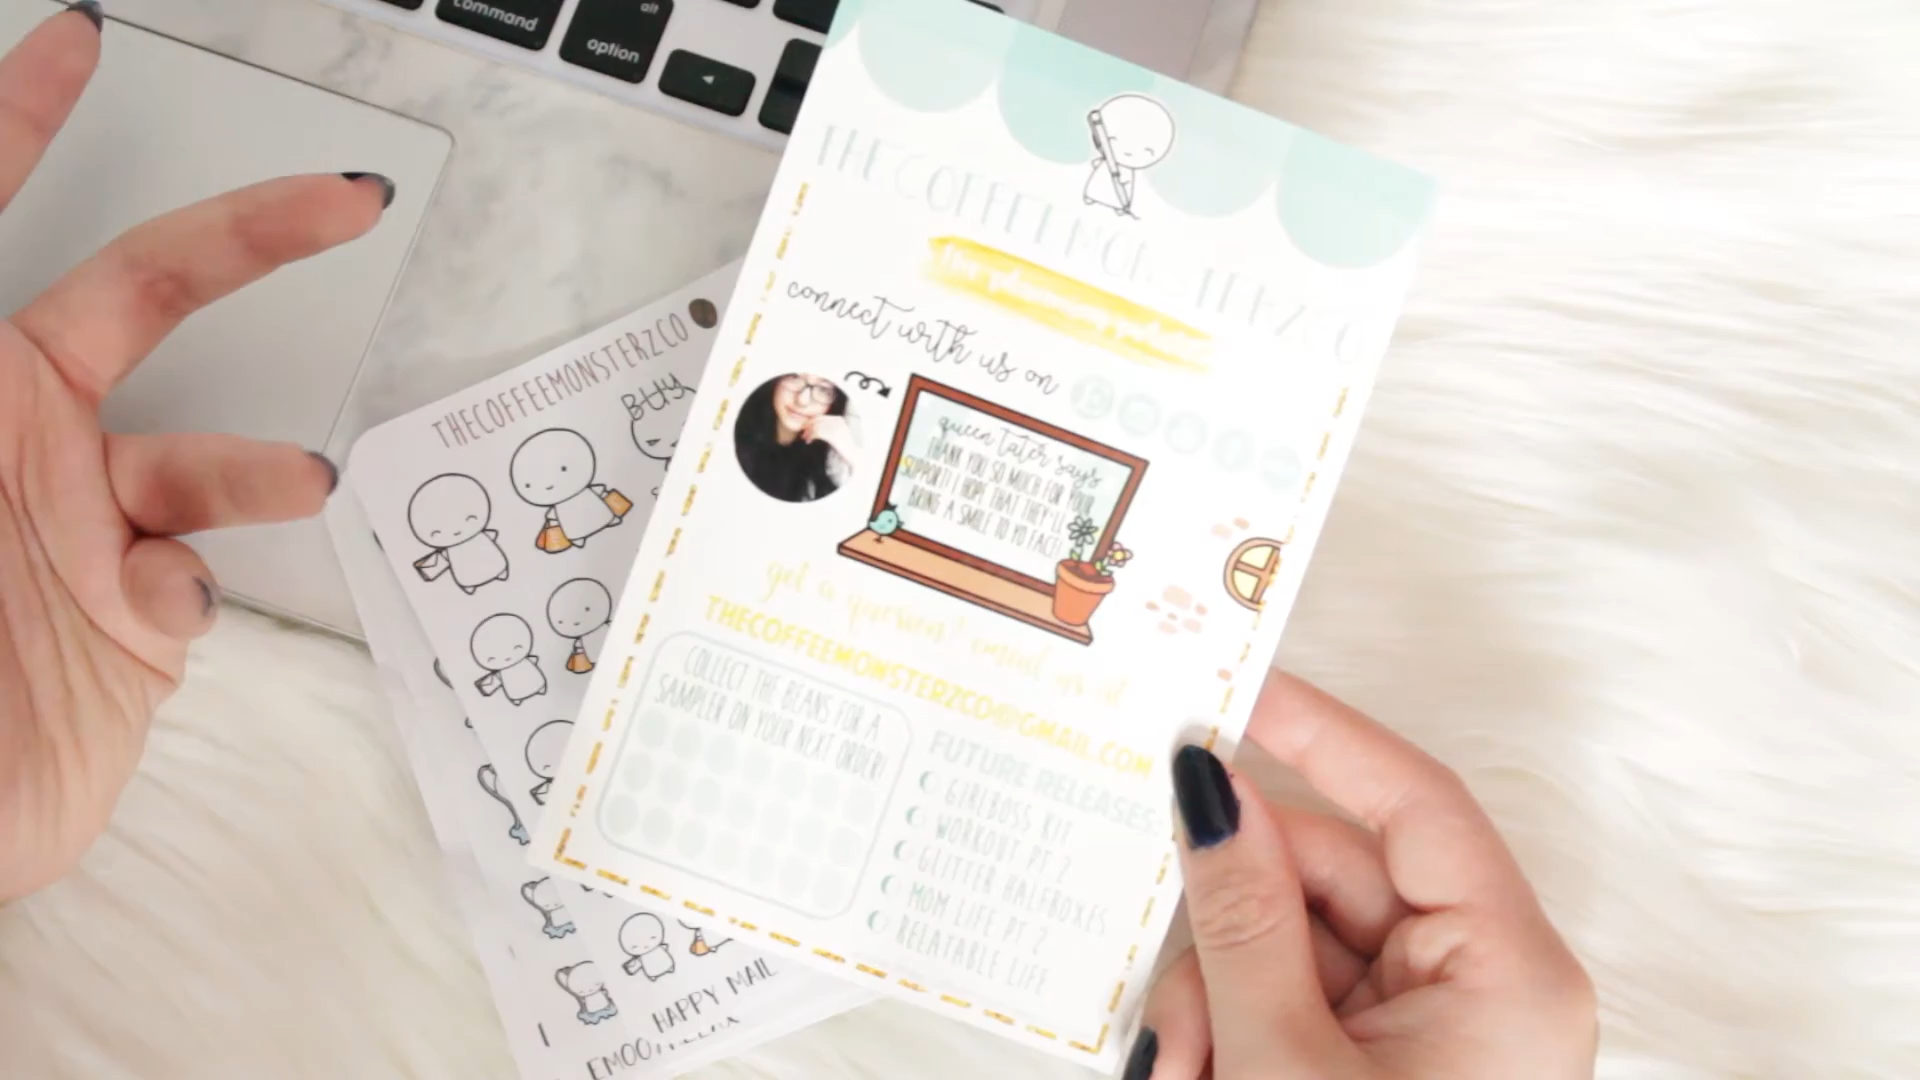 command
alt
option
THECOFFEEMONSTERZCO
connect with us on
queen tater says
THANK YOU SO MUCH FOR YOUR
SUPPORT! I HOPE THAT THEY'LL
BRING A SMILE TO YO FACE!
got a question? email us at
THECOFFEEMONSTERZCO@GMAIL.COM
COLLECT THE BEANS FOR A
SAMPLER ON YOUR NEXT ORDER!
FUTURE RELEASES:
GIRLBOSS KIT
WORKOUT PT 2
GLITTER HALFBOXES
MOM LIFE PT 2
RELATABLE LIFE
THECOFFEEMONSTERZCO
BUY
HAPPY MAIL